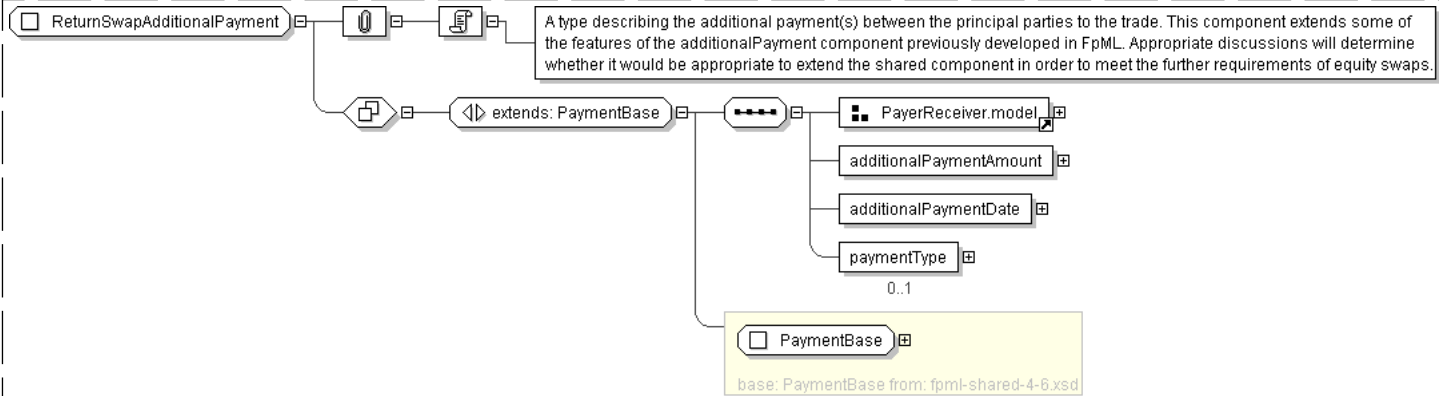 ReturnSwapAdditionalPayment
A type describing the additional payment(s) between the principal parties to the trade. This component extends some of
the features of the additionalPayment component previously developed in FpML. Appropriate discussions will determine
whether it would be appropriate to extend the shared component in order to meet the further requirements of equity swaps.
extends: PaymentBase
PayerReceiver.model
additionalPaymentAmount
additionalPaymentDate
paymentType
0..1
PaymentBase
base: PaymentBase from: fpml-shared-4-6.xsd